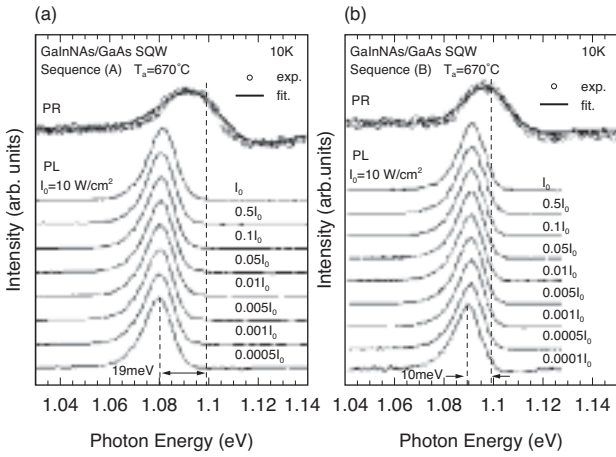 (a)
GaInNAs/GaAs SQW 10K
Sequence (A) Ta=670°C
exp.
fit.
PR
PL
I0=10 W/cm2
I0
0.5I0
0.1I0
0.05I0
0.01I0
0.005I0
0.001I0
0.0005I0
19meV
1.04 1.06 1.08 1.1 1.12 1.14
Photon Energy (eV)
Intensity (arb. units)
(b)
GaInNAs/GaAs SQW 10K
Sequence (B) Ta=670°C
exp.
fit.
PR
PL
I0=10 W/cm2
I0
0.5I0
0.1I0
0.05I0
0.01I0
0.005I0
0.001I0
0.0005I0
0.0001I0
10meV
1.04 1.06 1.08 1.1 1.12 1.14
Photon Energy (eV)
Intensity (arb.units)